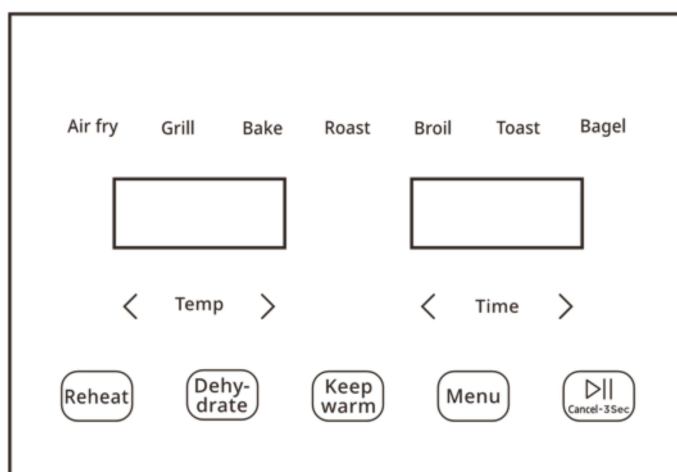 Air fry Grill Bake Roast Broil Toast Bagel
< Temp > < Time >
Reheat Dehy-
drate Keep
warm Menu Cancel-3Sec